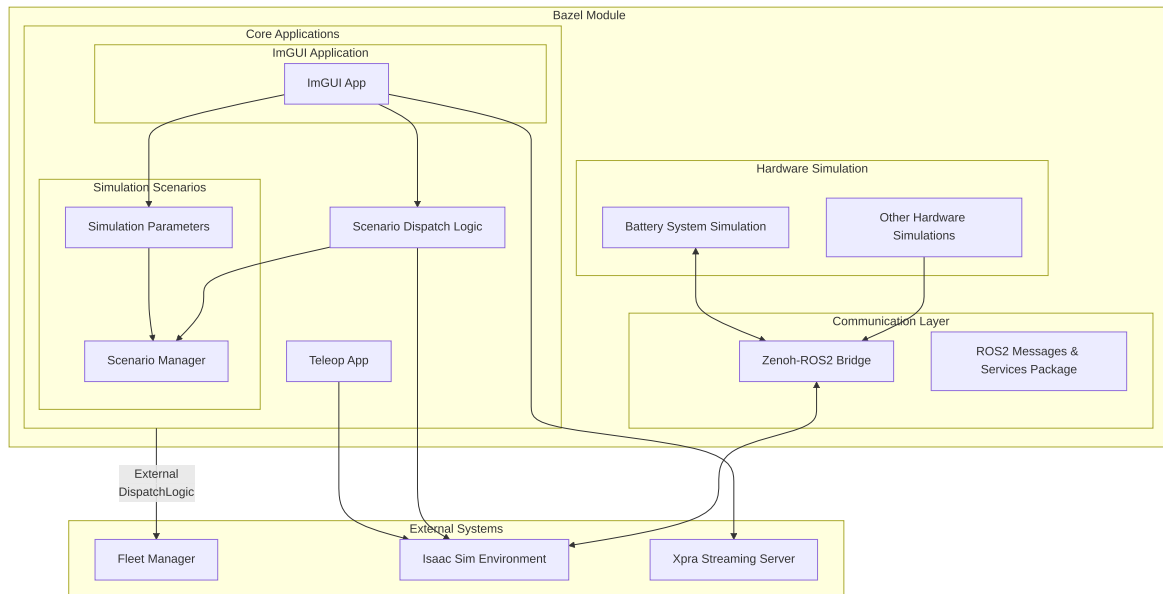 Bazel Module
Core Applications
ImGUI Application
ImGUI App
Hardware Simulation
Simulation Scenarios
Simulation Parameters
Scenario Dispatch Logic
Battery System Simulation
Other Hardware
Simulations
Communication Layer
Scenario Manager
Teleop App
Zenoh-ROS2 Bridge
ROS2 Messages &
Services Package
External
DispatchLogic
External Systems
Fleet Manager
Isaac Sim Environment
Xpra Streaming Server